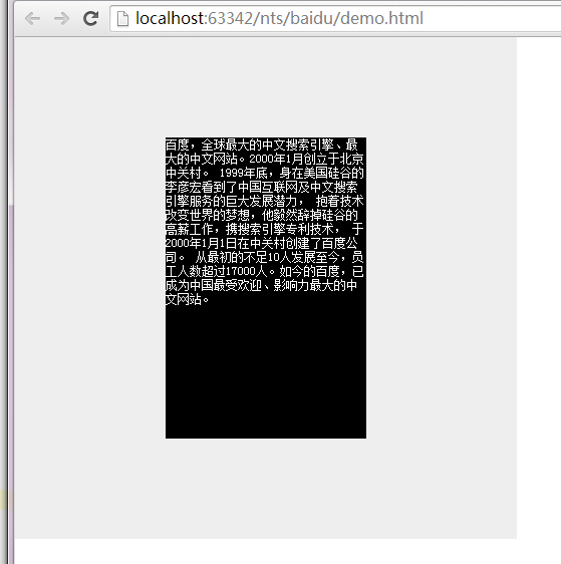 localhost:63342/nts/baidu/demo.html
百度，全球最大的中文搜索引擎、最
大的中文网站。2000年1月创立于北京
中关村。 1999年底，身在美国硅谷的
李彦宏看到了中国互联网及中文搜索
引擎服务的巨大发展潜力， 抱着技术
改变世界的梦想，他毅然辞掉硅谷的
高薪工作，携搜索引擎专利技术， 于
2000年1月1日在中关村创建了百度公
司。 从最初的不足10人发展至今，员
工人数超过17000人。如今的百度，已
成为中国最受欢迎、影响力最大的中
文网站。